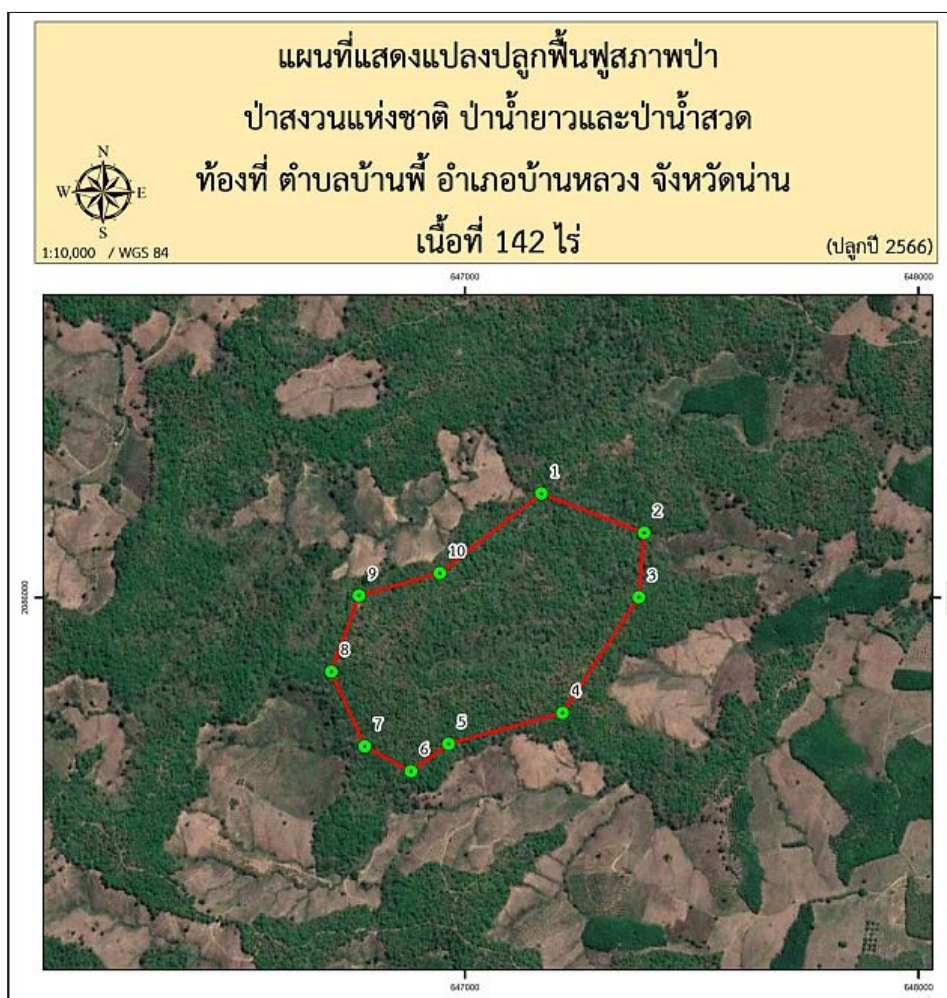 แผนที่แสดงแปลงปลูกฟื้นฟูสภาพป่า
ป่าสงวนแห่งชาติ ป่าน้ำยาวและป่าน้ำสวด
ท้องที่ ตำบลบ้านพี้ อำเภอบ้านหลวง จังหวัดน่าน
เนื้อที่ 142 ไร่
N
W E
S
1:10,000 / WGS 84
(ปลูกปี 2566)
647000 648000
1
2
10
9
3
2086000
8
4
5
7
6
647000 648000